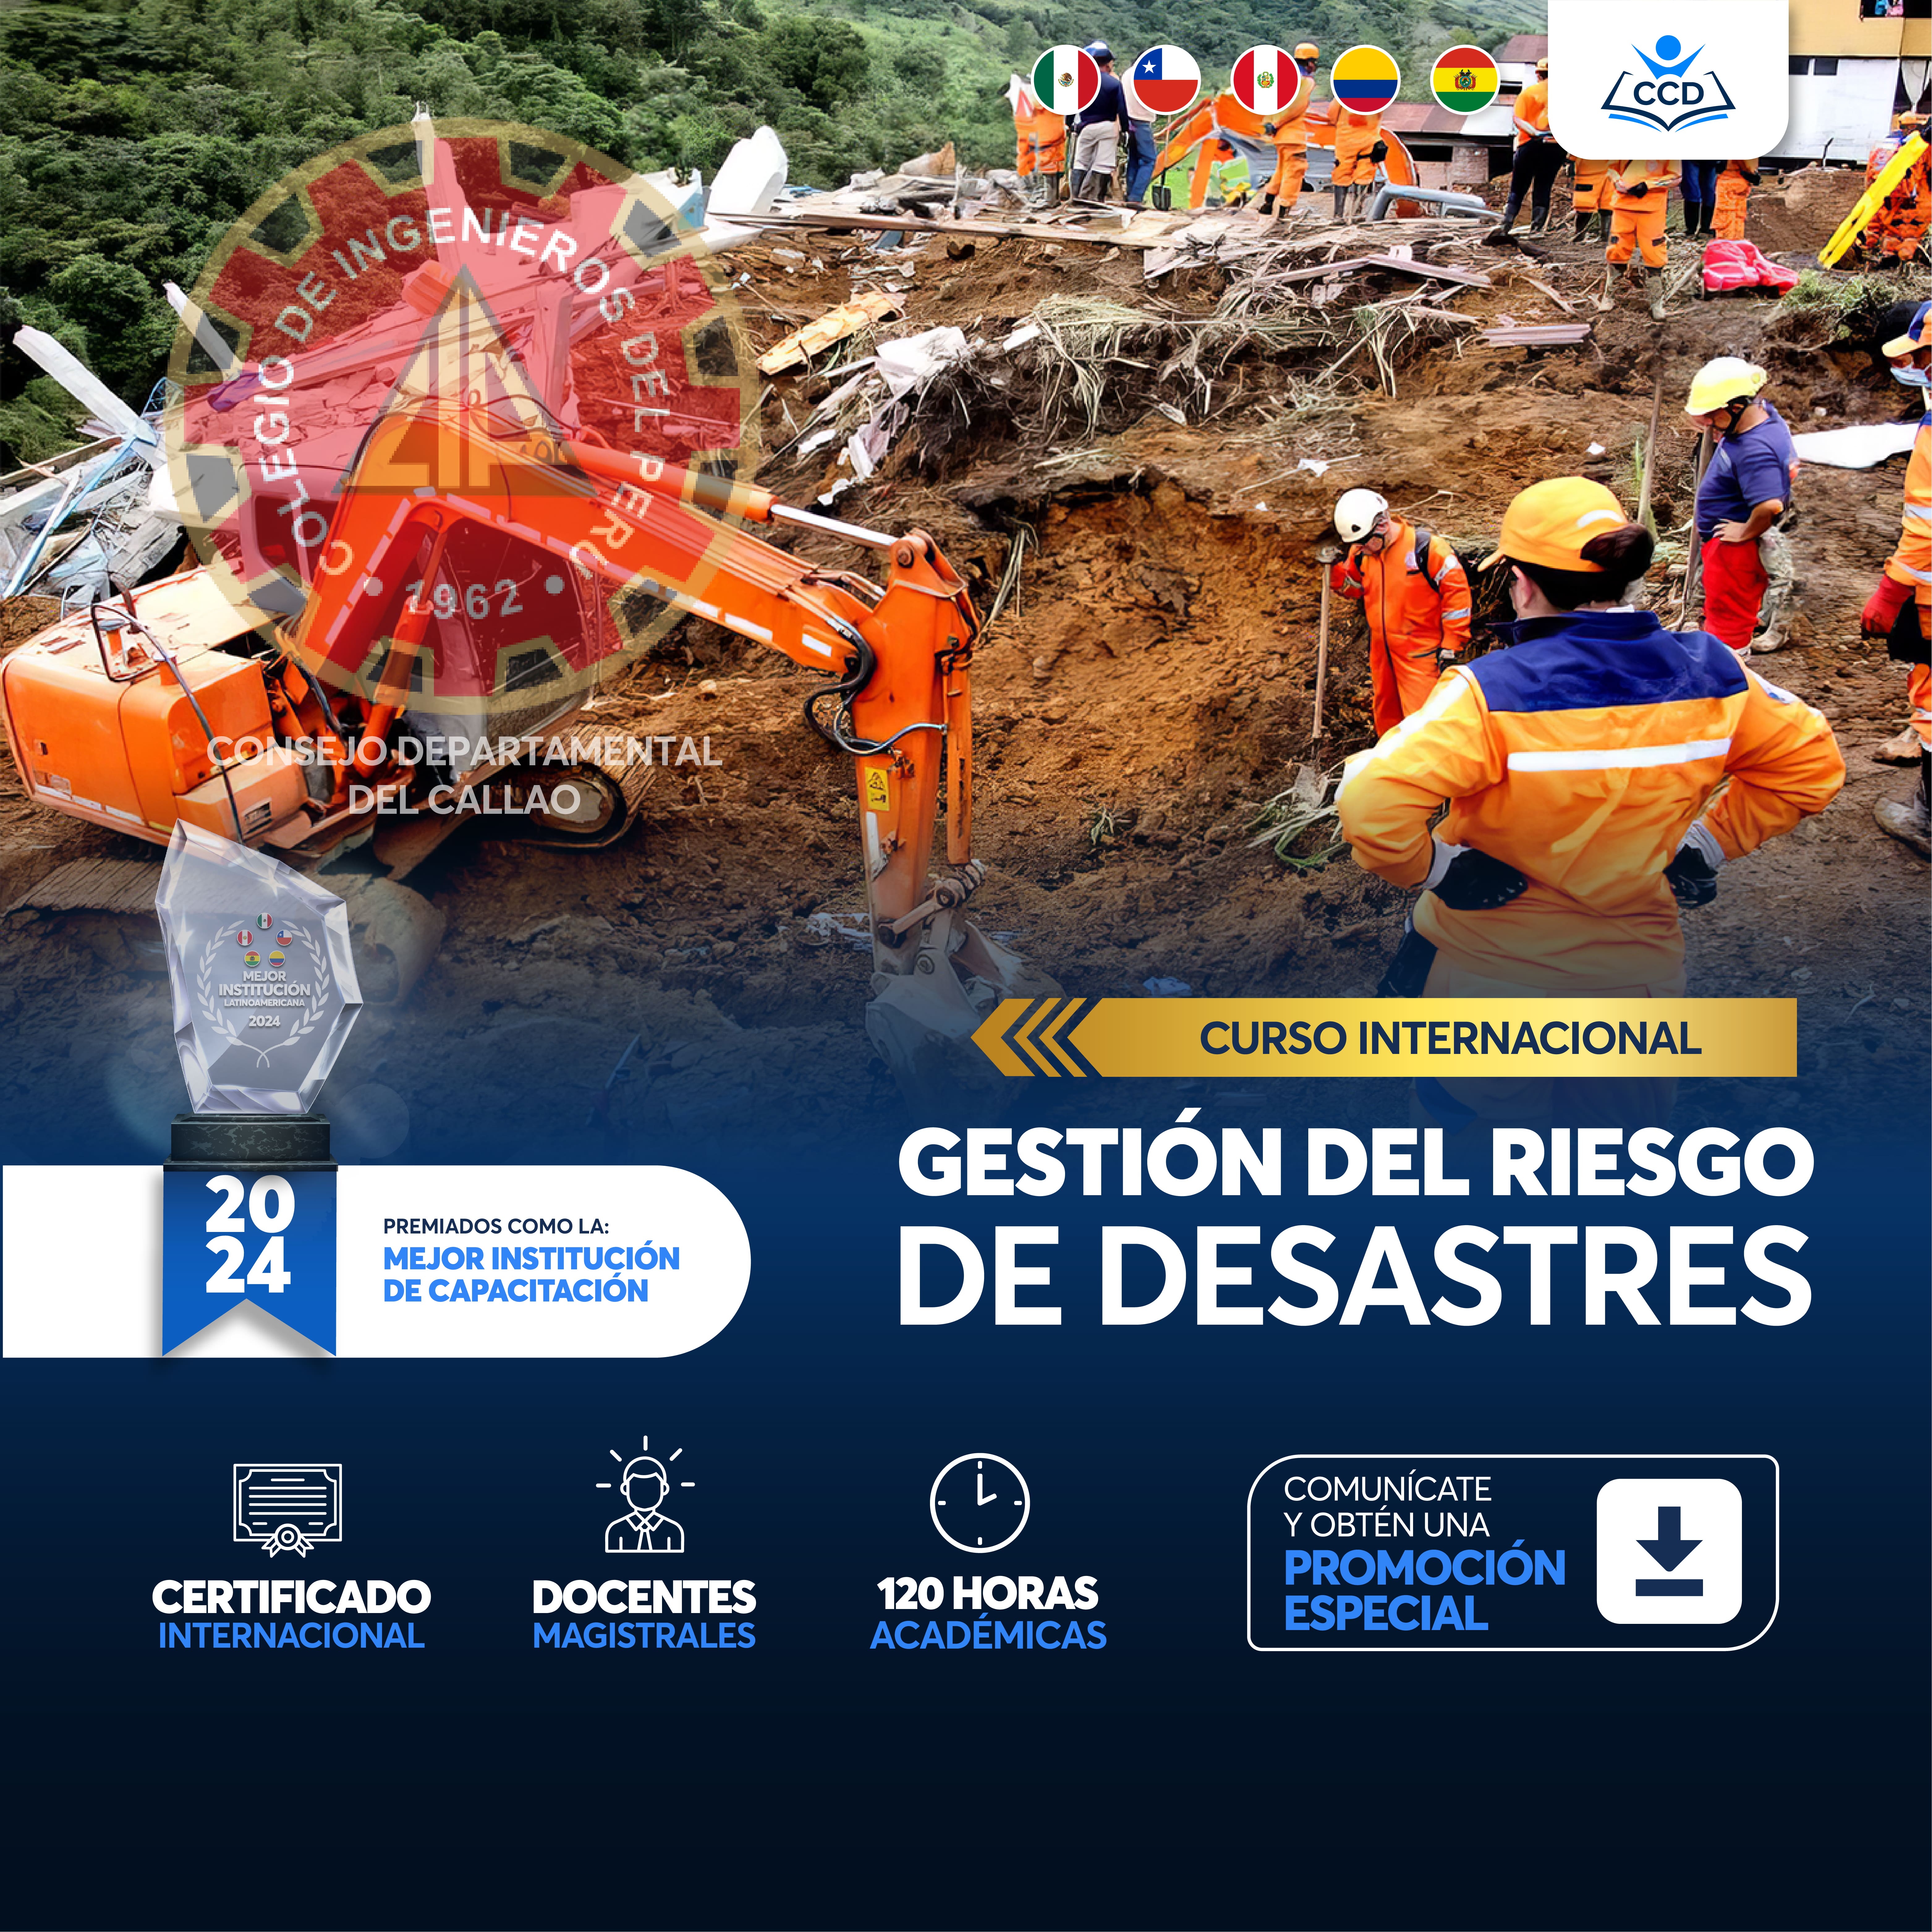 CCD
COLEGIO DE INGENIEROS DEL PERÚ
• 1962 •
CONSEJO DEPARTAMENTAL
DEL CALLAO
MEJOR
INSTITUCIÓN
LATINOAMERICANA
2024
CURSO INTERNACIONAL
GESTIÓN DEL RIESGO
DE DESASTRES
20
24
PREMIADOS COMO LA:
MEJOR INSTITUCIÓN
DE CAPACITACIÓN
CERTIFICADO
INTERNACIONAL
DOCENTES
MAGISTRALES
120 HORAS
ACADÉMICAS
COMUNÍCATE
Y OBTÉN UNA
PROMOCIÓN
ESPECIAL